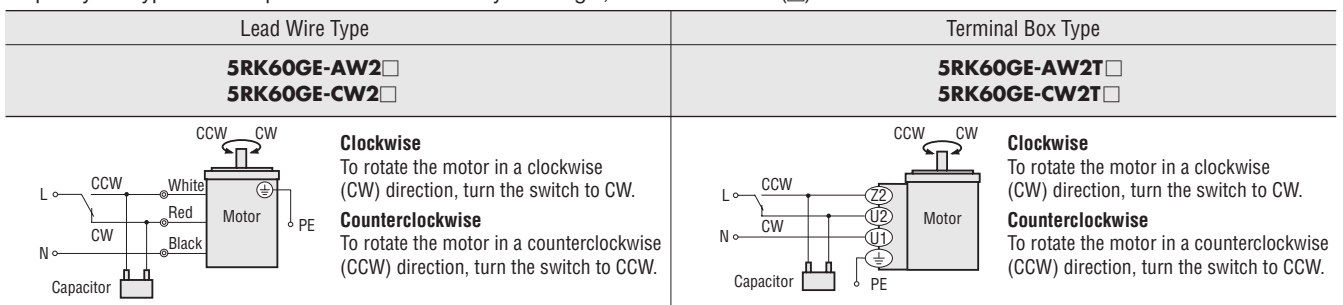 Lead Wire Type
Terminal Box Type
5RK60GE-AW2□
5RK60GE-CW2□
5RK60GE-AW2T□
5RK60GE-CW2T□
CCW CW
L
CCW
White
Red
CW
N
Black
Motor
PE
Capacitor
Clockwise
To rotate the motor in a clockwise
(CW) direction, turn the switch to CW.
Counterclockwise
To rotate the motor in a counterclockwise
(CCW) direction, turn the switch to CCW.
CCW CW
L
CCW
Z2
U2
CW
N
U1
Motor
PE
Capacitor
Clockwise
To rotate the motor in a clockwise
(CW) direction, turn the switch to CW.
Counterclockwise
To rotate the motor in a counterclockwise
(CCW) direction, turn the switch to CCW.